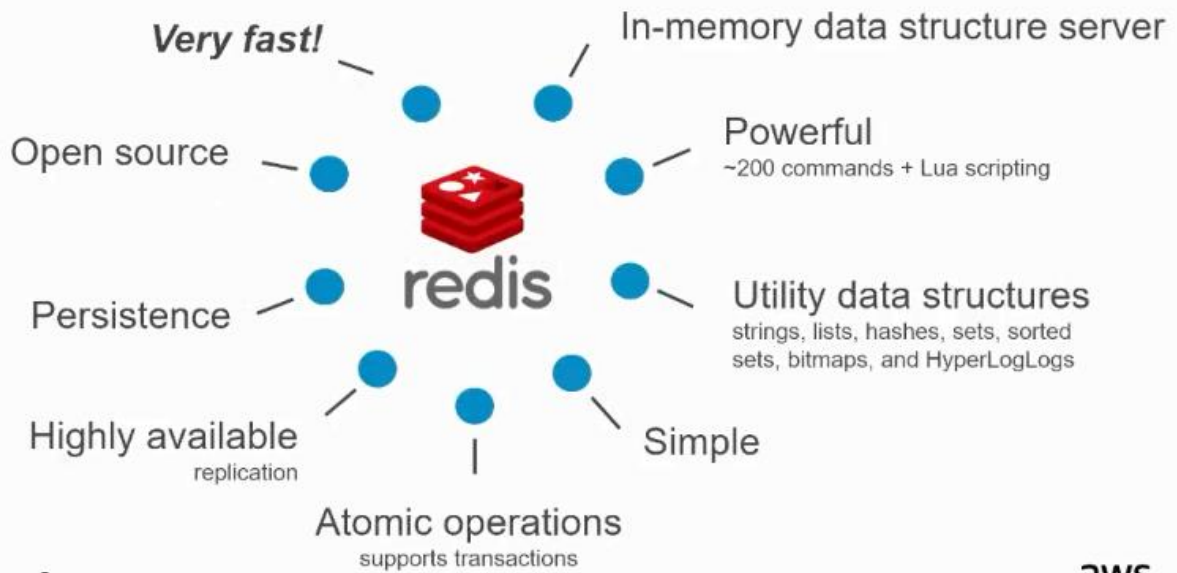 Very fast!
In-memory data structure server
Open source
Powerful
~200 commands + Lua scripting
redis
Persistence
Utility data structures
strings, lists, hashes, sets, sorted
sets, bitmaps, and HyperLogLogs
Highly available
replication
Simple
Atomic operations
supports transactions
aws